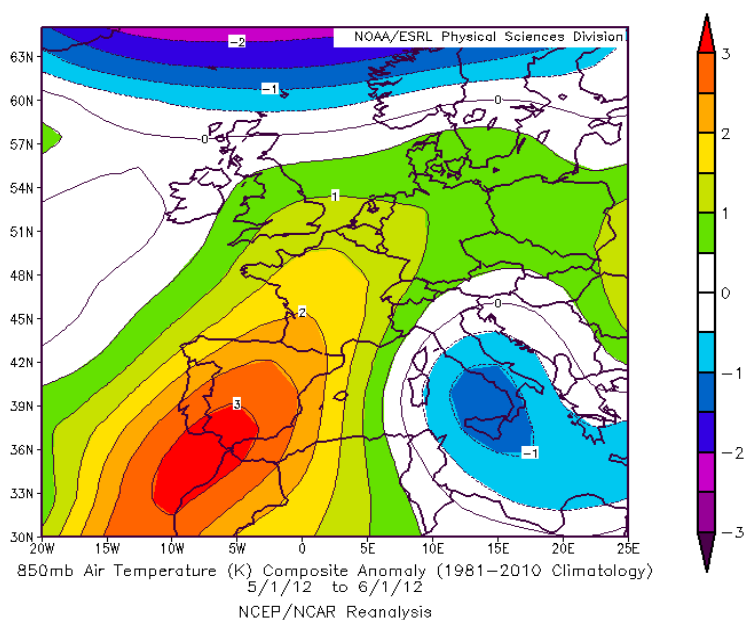 NOAA/ESRL Physical Sciences Division
63N
60N
57N
54N
51N
48N
45N
42N
39N
36N
33N
30N
20W
15W
10W
5W
0
5E
10E
15E
20E
25E
-2
-1
0
0
1
2
0
3
-1
3
2
1
0
-1
-2
-3
850mb Air Temperature (K) Composite Anomaly (1981-2010 Climatology)
5/1/12 to 6/1/12
NCEP/NCAR Reanalysis